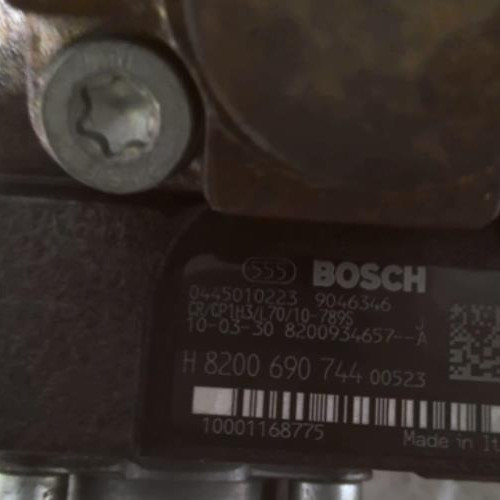 555 BOSCH
0445010223 9046346
CR/CP1H3/L70/10-789S
10-03-30 8200934657--A
H 8200 690 744 00523
10001168775
Made in It